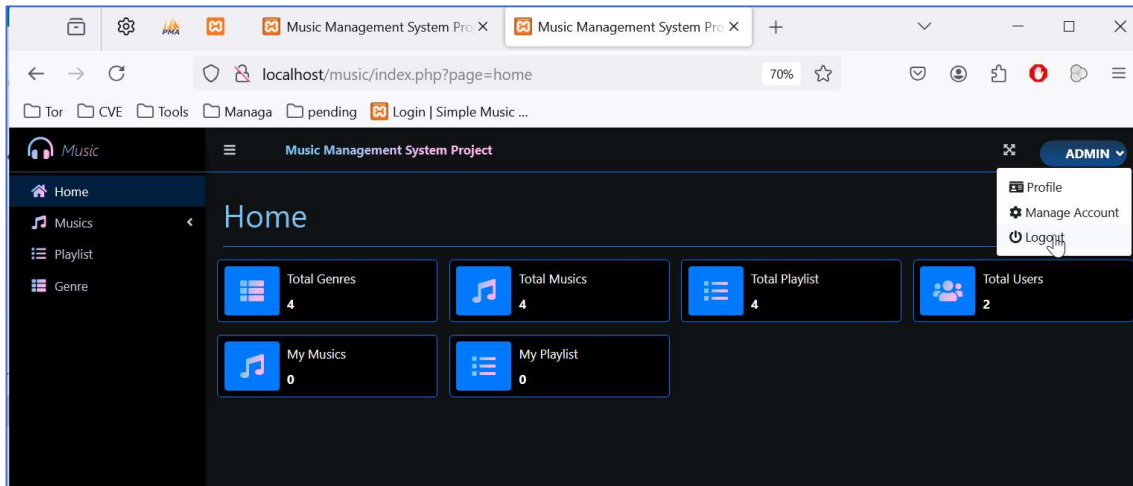 PMA Music Management System Pro Music Management System Pro
localhost/music/index.php?page=home 70%
Tor CVE Tools Managa pending Login | Simple Music ...
Music Music Management System Project ADMIN
Home
Musics
Playlist
Genre
Profile
Manage Account
Logout
Home
Total Genres
4
Total Musics
4
Total Playlist
4
Total Users
2
My Musics
0
My Playlist
0